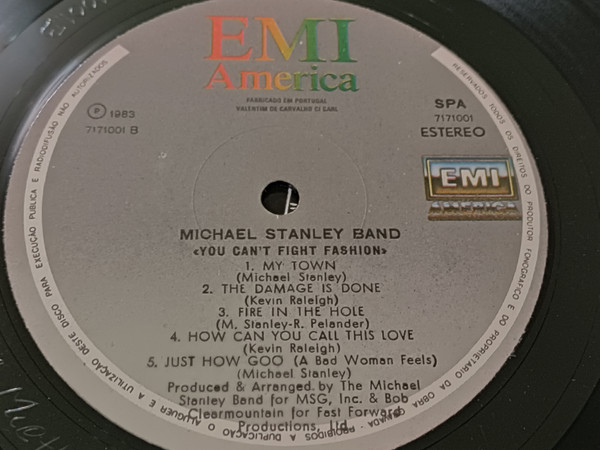 EMI
America
FABRICADO EM PORTUGAL
VALENTIM DE CARVALHO CI SARL
℗ 1983
7171001 B
SPA
7171001
ESTEREO
EMI
AMERICA
MICHAEL STANLEY BAND
<YOU CAN'T FIGHT FASHION>
1. MY TOWN
(Michael Stanley)
2. THE DAMAGE IS DONE
(Kevin Raleigh)
3. FIRE IN THE HOLE
(M. Stanley-R. Pelander)
4. HOW CAN YOU CALL THIS LOVE
(Kevin Raleigh)
5. JUST HOW GOO (A Bad Woman Feels)
(Michael Stanley)
Produced & Arranged by The Michael
Stanley Band for MSG, Inc. & Bob
Clearmountain for Fast Forward
Productions, Ltd.
RESERVADOS TODOS OS DIREITOS DO PRODUTOR FONOGRÁFICO E DO PROPRIETÁRIO DA OBRA GRAVADA. PROIBIDOS A DUPLICAÇÃO O ALUGUER E A UTILIZAÇÃO DESTE DISCO PARA EXECUÇÃO PÚBLICA E RADIODIFUSÃO NÃO AUTORIZADOS